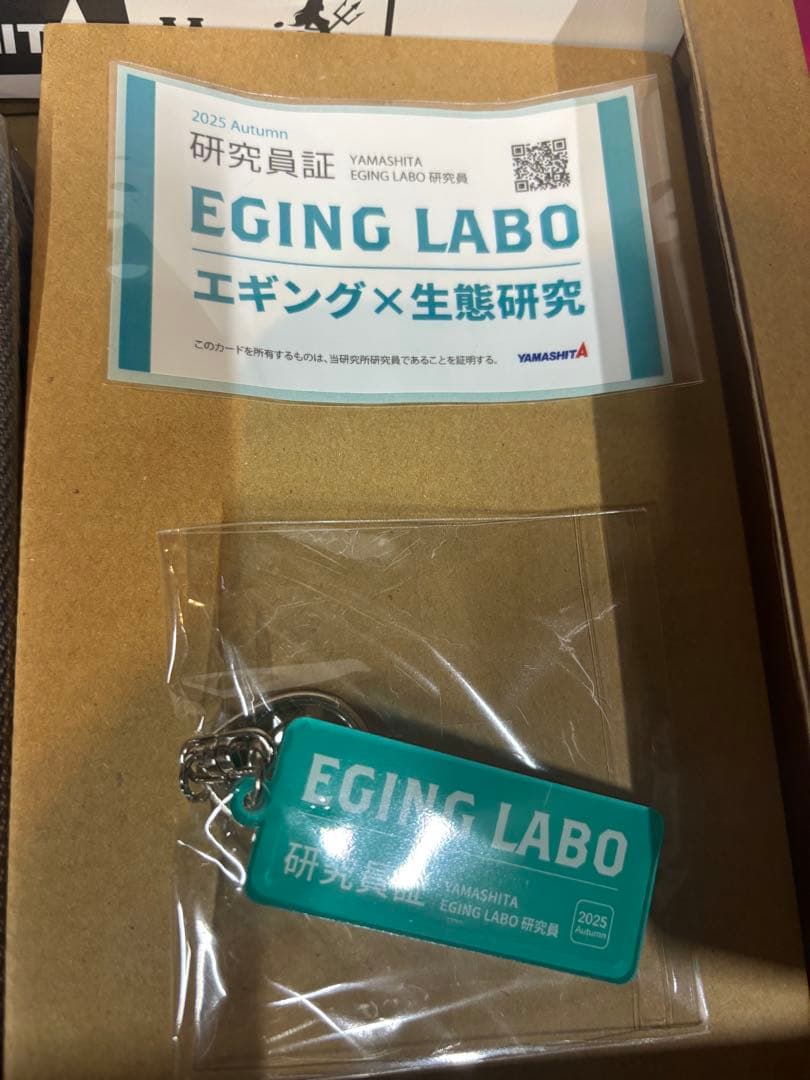 2025 Autumn
研究員証
YAMASHITA
EGING LABO 研究員
EGING LABO
エギング×生態研究
このカードを所有するものは、当研究所研究員であることを証明する。
YAMASHITA
EGING LABO
研究員証
YAMASHITA
EGING LABO 研究員
2025
Autumn